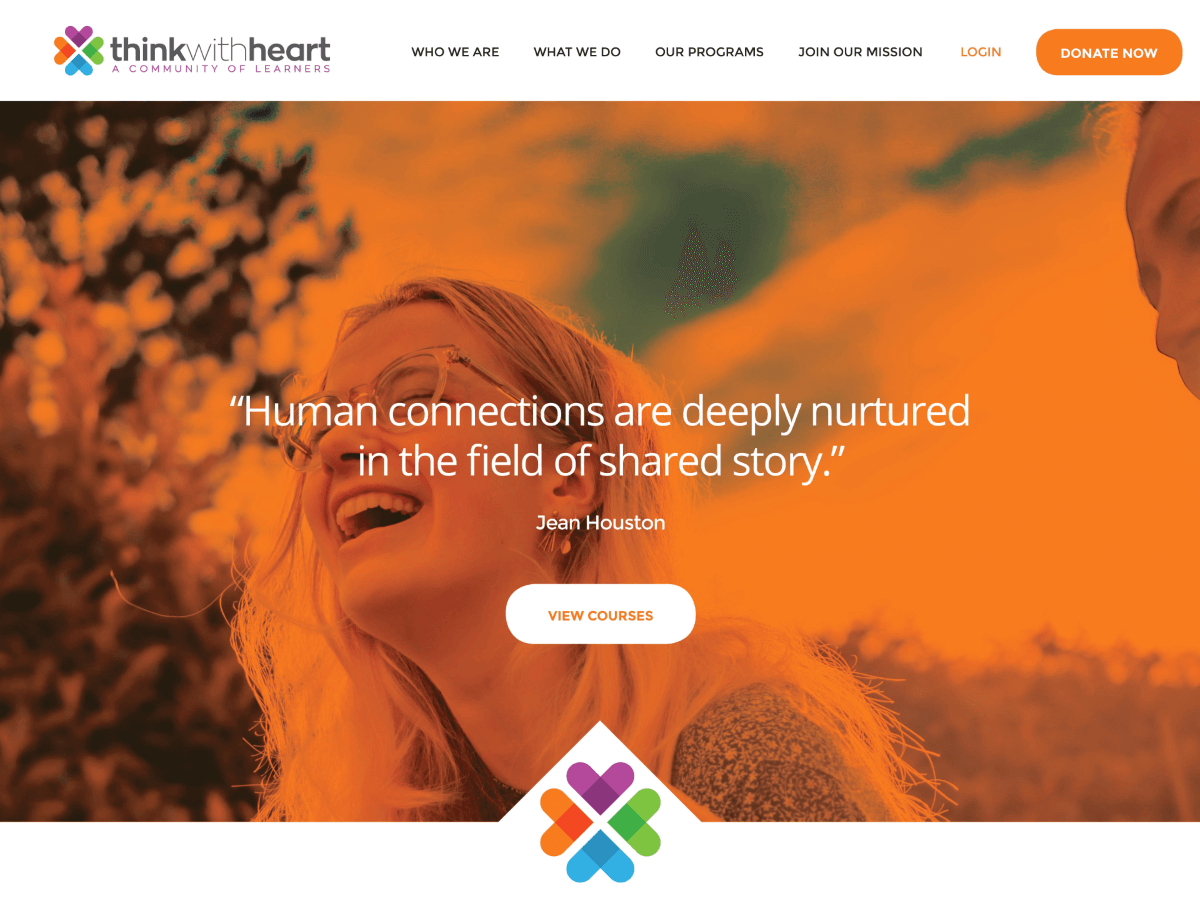 thinkwithheart
A COMMUNITY OF LEARNERS
WHO WE ARE
WHAT WE DO
OUR PROGRAMS
JOIN OUR MISSION
LOGIN
DONATE NOW
“Human connections are deeply nurtured
in the field of shared story.”
Jean Houston
VIEW COURSES